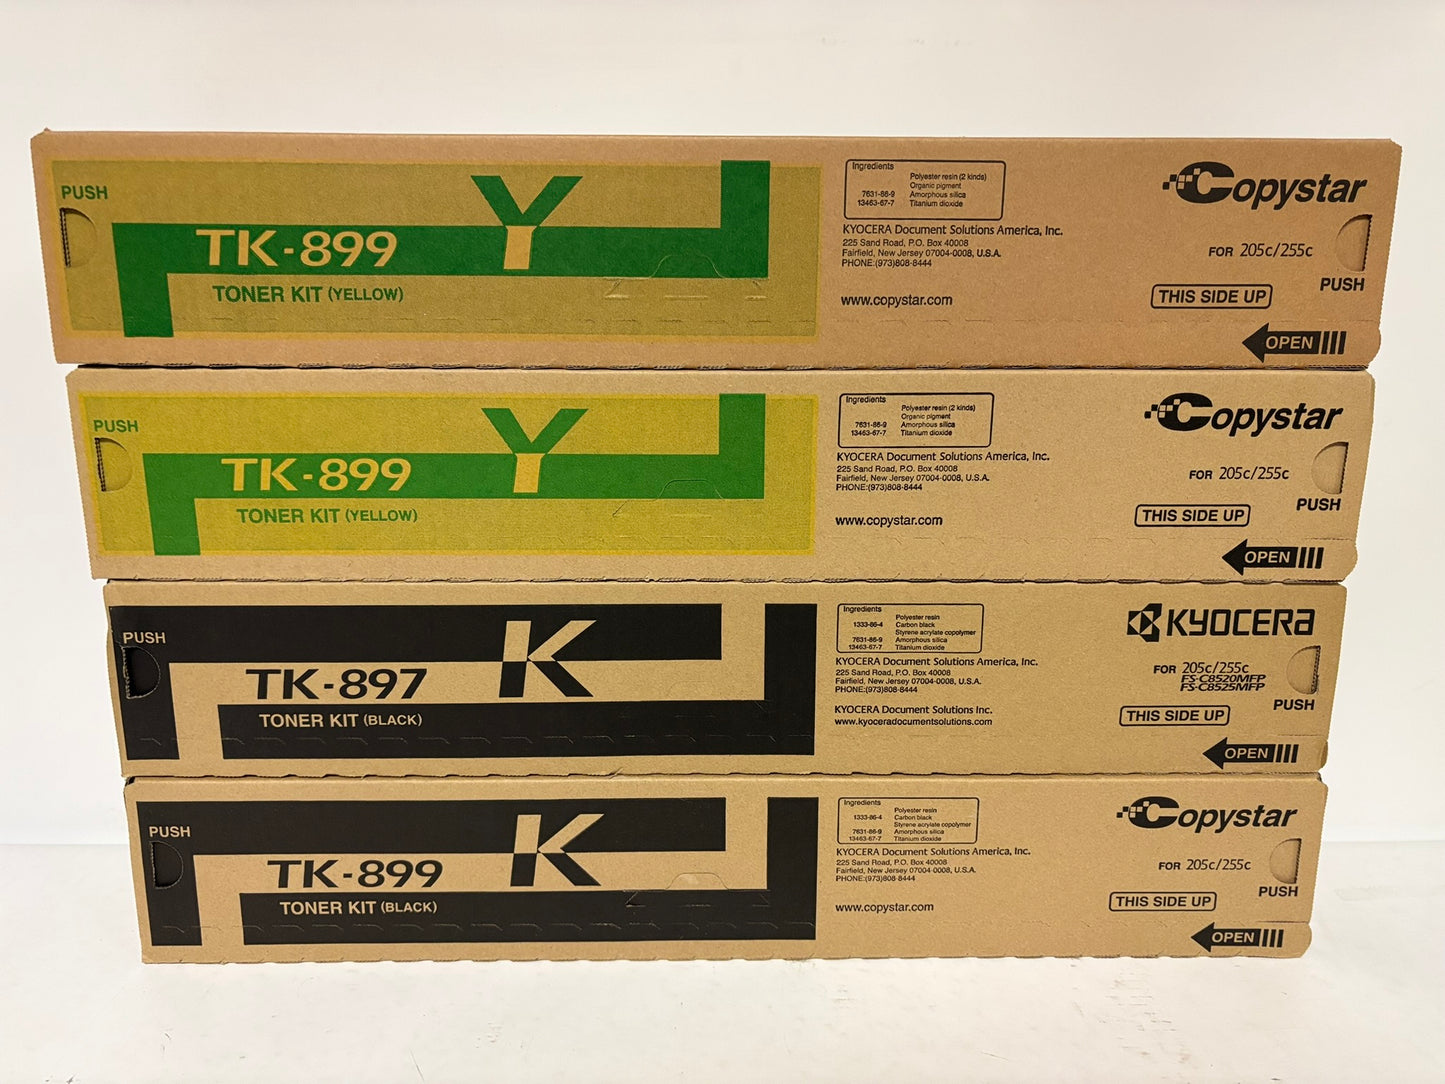 PUSH
TK-899
Y
TONER KIT (YELLOW)
Ingredients
Polyester resin (2 kinds)
Organic pigment
7631-86-9 Amorphous silica
13463-67-7 Titanium dioxide
KYOCERA Document Solutions America, Inc.
225 Sand Road, P.O. Box 40008
Fairfield, New Jersey 07004-0008, U.S.A.
PHONE:(973)808-8444
www.copystar.com
Copystar
FOR 205c/255c
PUSH
THIS SIDE UP
OPEN
PUSH
TK-899
Y
TONER KIT (YELLOW)
Ingredients
Polyester resin (2 kinds)
Organic pigment
7631-86-9 Amorphous silica
13463-67-7 Titanium dioxide
KYOCERA Document Solutions America, Inc.
225 Sand Road, P.O. Box 40008
Fairfield, New Jersey 07004-0008, U.S.A.
PHONE:(973)808-8444
www.copystar.com
Copystar
FOR 205c/255c
PUSH
THIS SIDE UP
OPEN
PUSH
TK-897
K
TONER KIT (BLACK)
Ingredients
Polyester resin
1333-86-4 Carbon black
Styrene acrylate copolymer
7631-86-9 Amorphous silica
13463-67-7 Titanium dioxide
KYOCERA Document Solutions America, Inc.
225 Sand Road, P.O. Box 40008
Fairfield, New Jersey 07004-0008, U.S.A.
PHONE:(973)808-8444
KYOCERA Document Solutions Inc.
www.kyoceradocumentsolutions.com
KYOCERA
FOR 205c/255c
FS-C8520MFP
FS-C8525MFP
PUSH
THIS SIDE UP
OPEN
PUSH
TK-899
K
TONER KIT (BLACK)
Ingredients
Polyester resin
1333-86-4 Carbon black
Styrene acrylate copolymer
7631-86-9 Amorphous silica
13463-67-7 Titanium dioxide
KYOCERA Document Solutions America, Inc.
225 Sand Road, P.O. Box 40008
Fairfield, New Jersey 07004-0008, U.S.A.
PHONE:(973)808-8444
www.copystar.com
Copystar
FOR 205c/255c
PUSH
THIS SIDE UP
OPEN